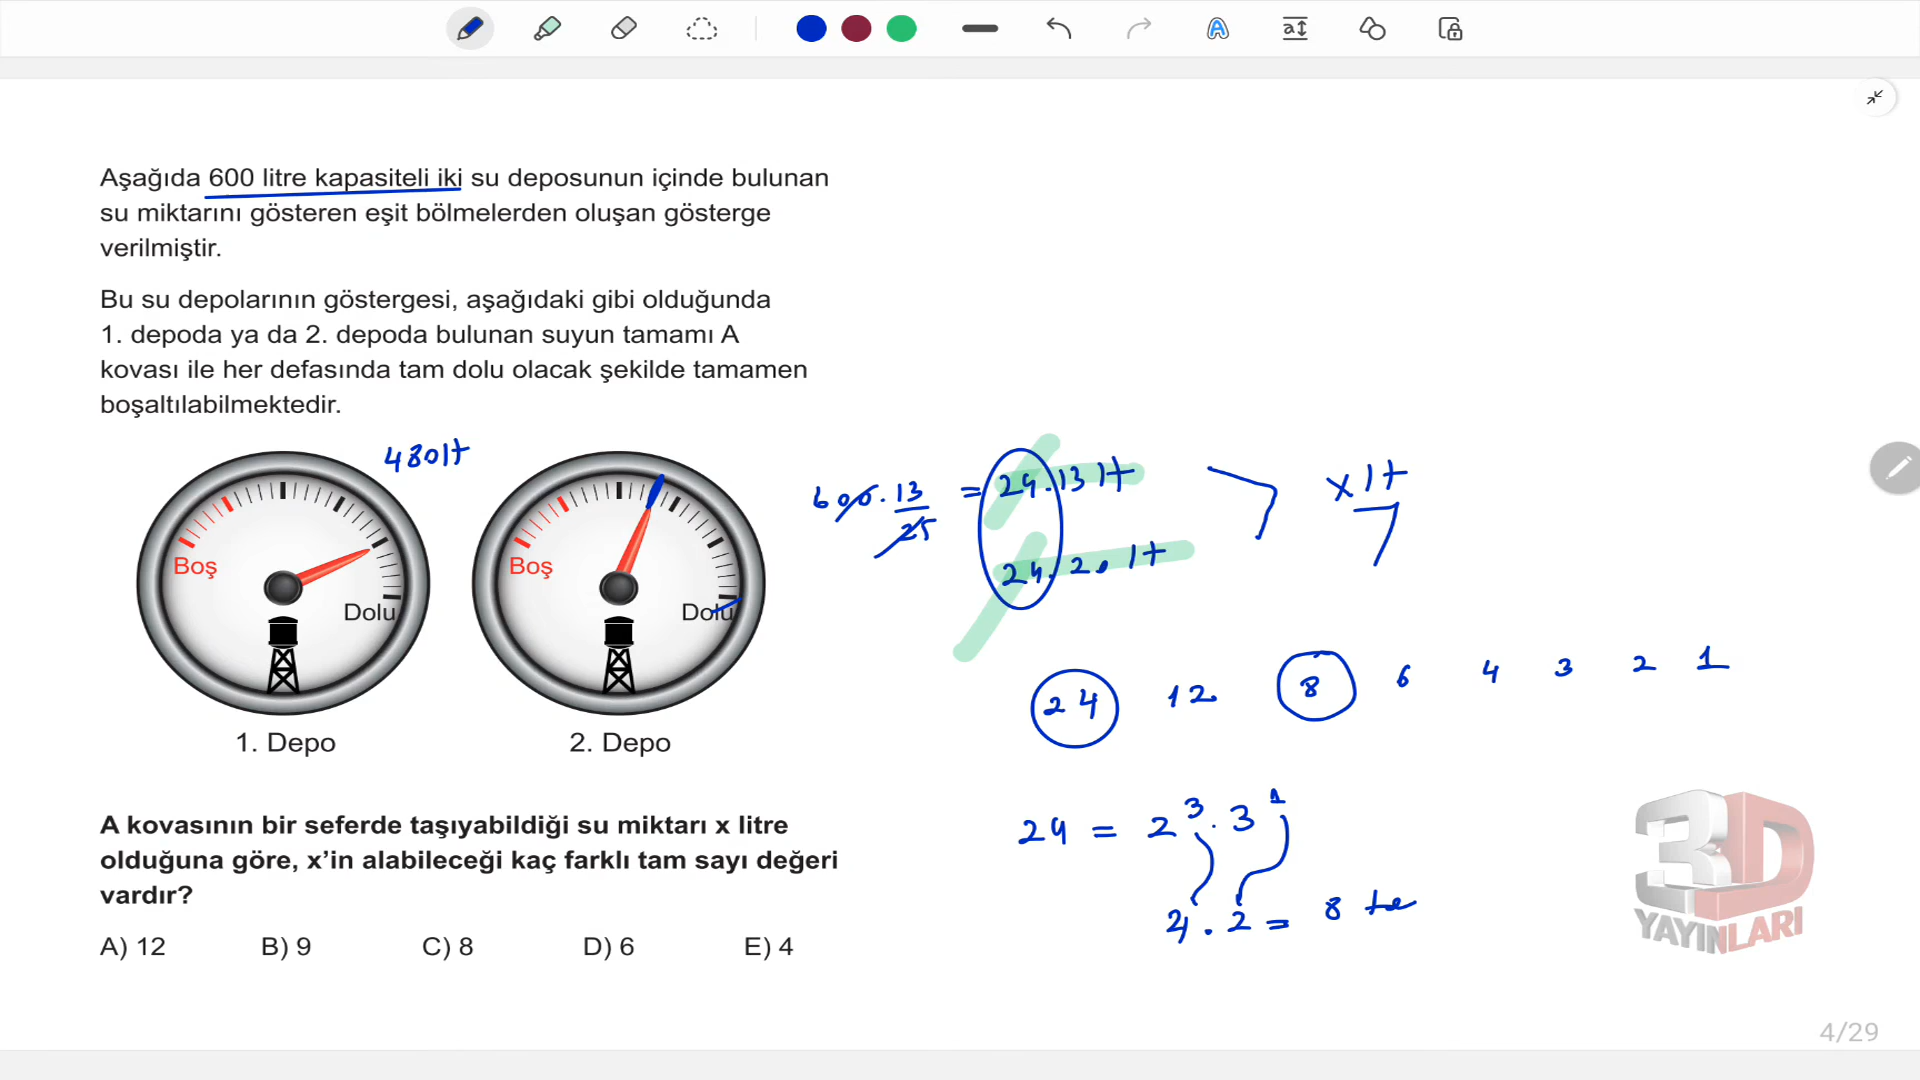 Aşağıda 600 litre kapasiteli iki su deposunun içinde bulunan
su miktarını gösteren eşit bölmelerden oluşan gösterge
verilmiştir.
Bu su depolarının göstergesi, aşağıdaki gibi olduğunda
1. depoda ya da 2. depoda bulunan suyun tamamı A
kovası ile her defasında tam dolu olacak şekilde tamamen
boşaltılabilmektedir.
480lt
Boş
Dolu
Boş
Dolu
1. Depo
2. Depo
600 . 13/25 = 24.13 lt
24.20 lt
x lt
24 12 8 6 4 3 2 1
24 = 2³ . 3¹
4 . 2 = 8 te
A kovasının bir seferde taşıyabildiği su miktarı x litre
olduğuna göre, x'in alabileceği kaç farklı tam sayı değeri
vardır?
A) 12 B) 9 C) 8 D) 6 E) 4
3D
YAYINLARI
4/29